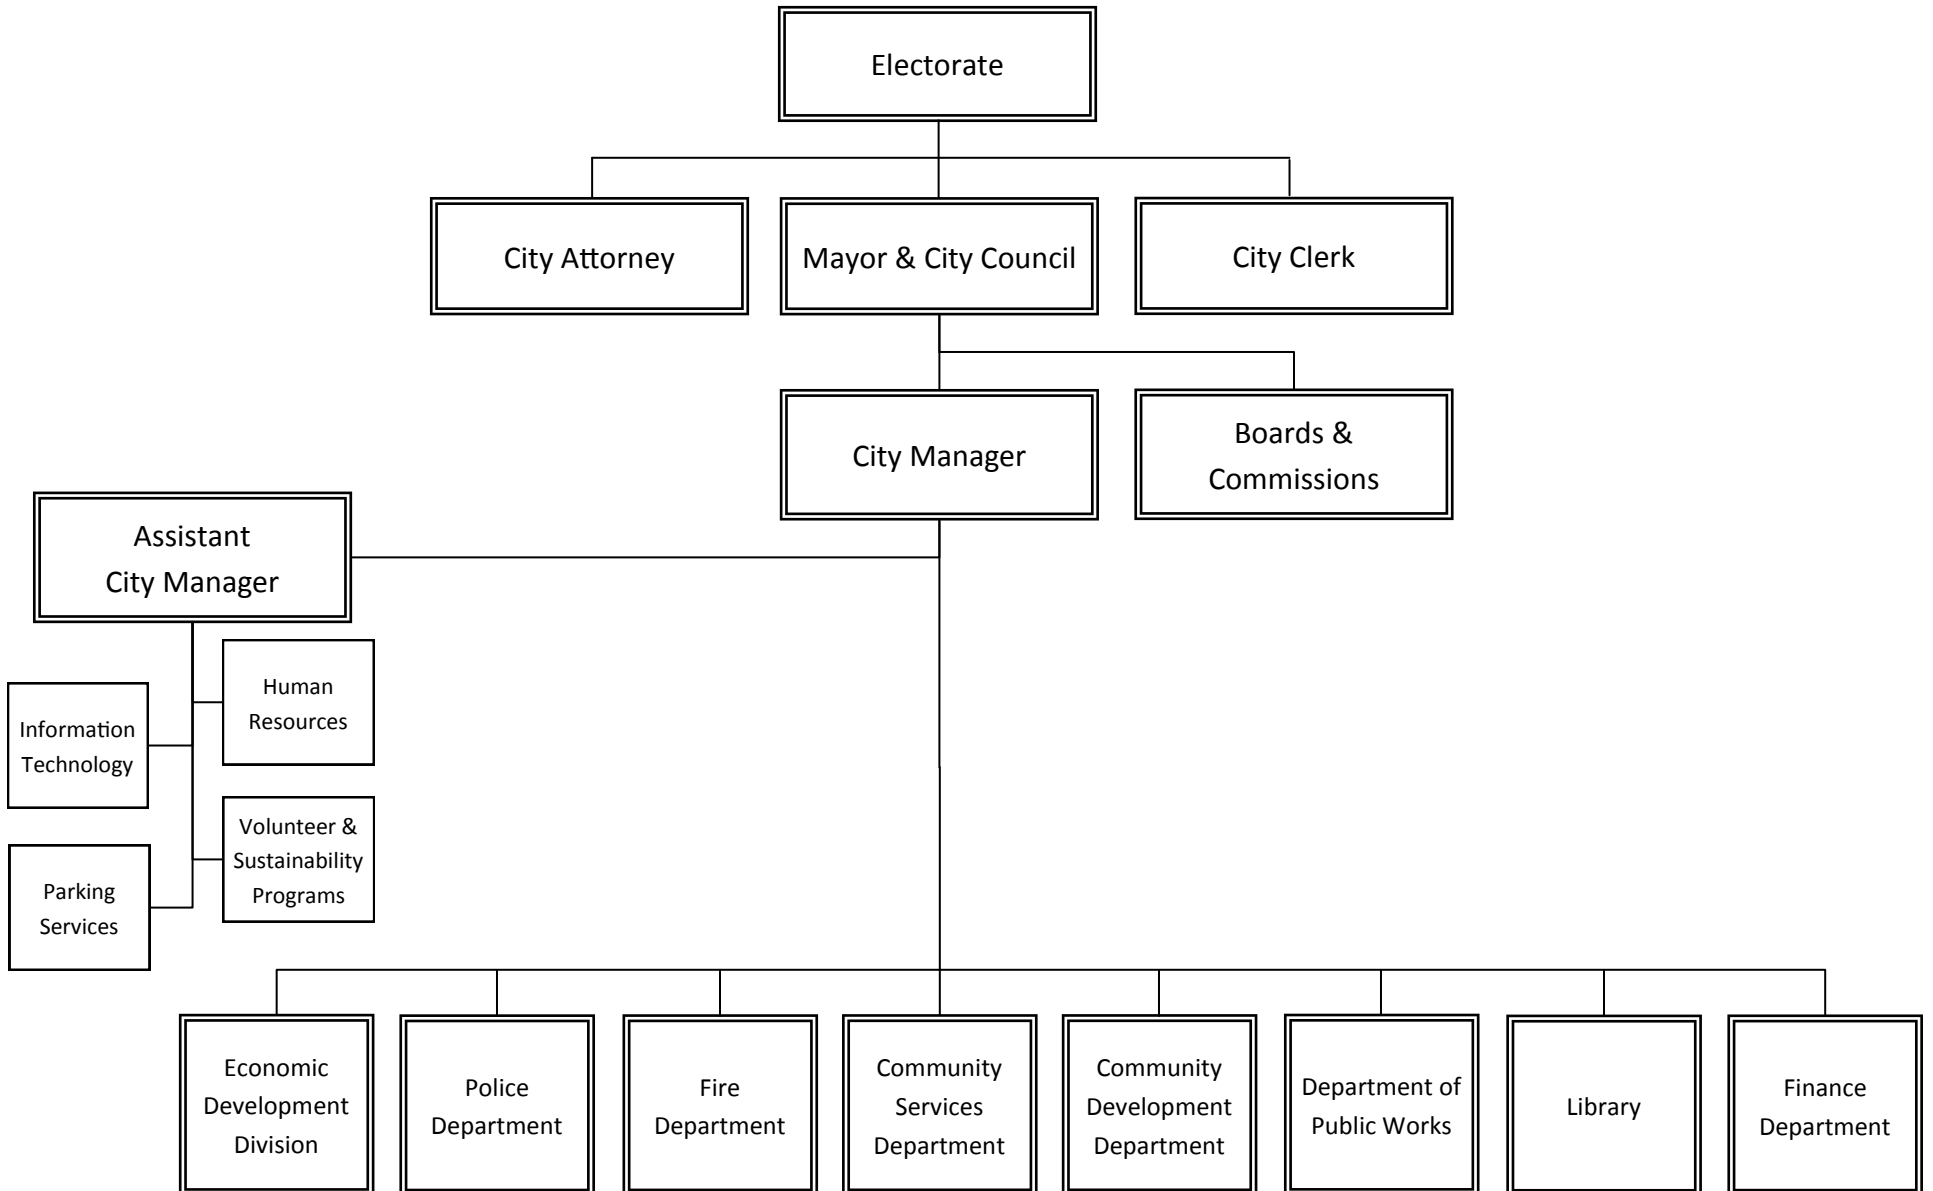 Electorate
City Attorney
Mayor & City Council
City Clerk
City Manager
Boards &
Commissions
Assistant
City Manager
Human
Resources
Information
Technology
Volunteer &
Sustainability
Programs
Parking
Services
Economic
Development
Division
Police
Department
Fire
Department
Community
Services
Department
Community
Development
Department
Department of
Public Works
Library
Finance
Department